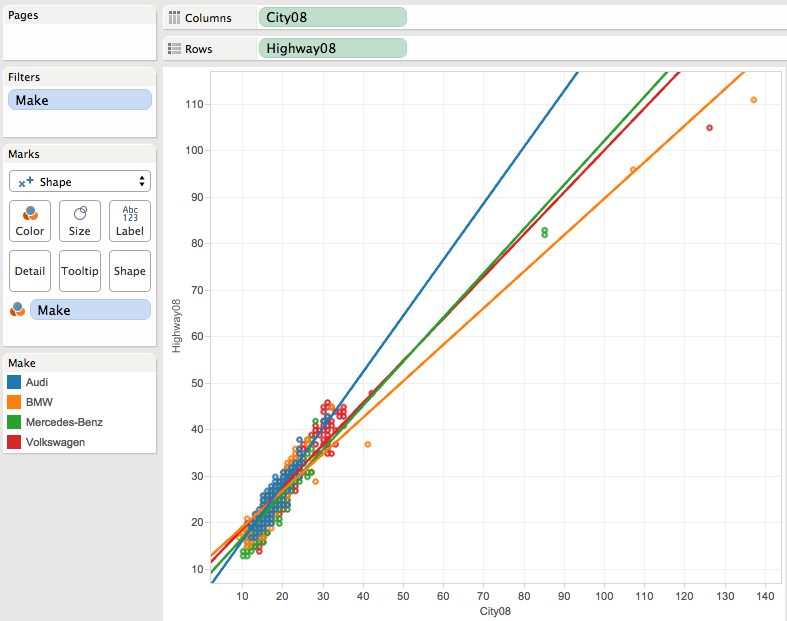 Pages
Columns City08
Rows Highway08
Filters
Make
Marks
Shape
Color Size Abc 123 Label
Detail Tooltip Shape
Make
Make
Audi
BMW
Mercedes-Benz
Volkswagen
Highway08
110
100
90
80
70
60
50
40
30
20
10
10 20 30 40 50 60 70 80 90 100 110 120 130 140
City08